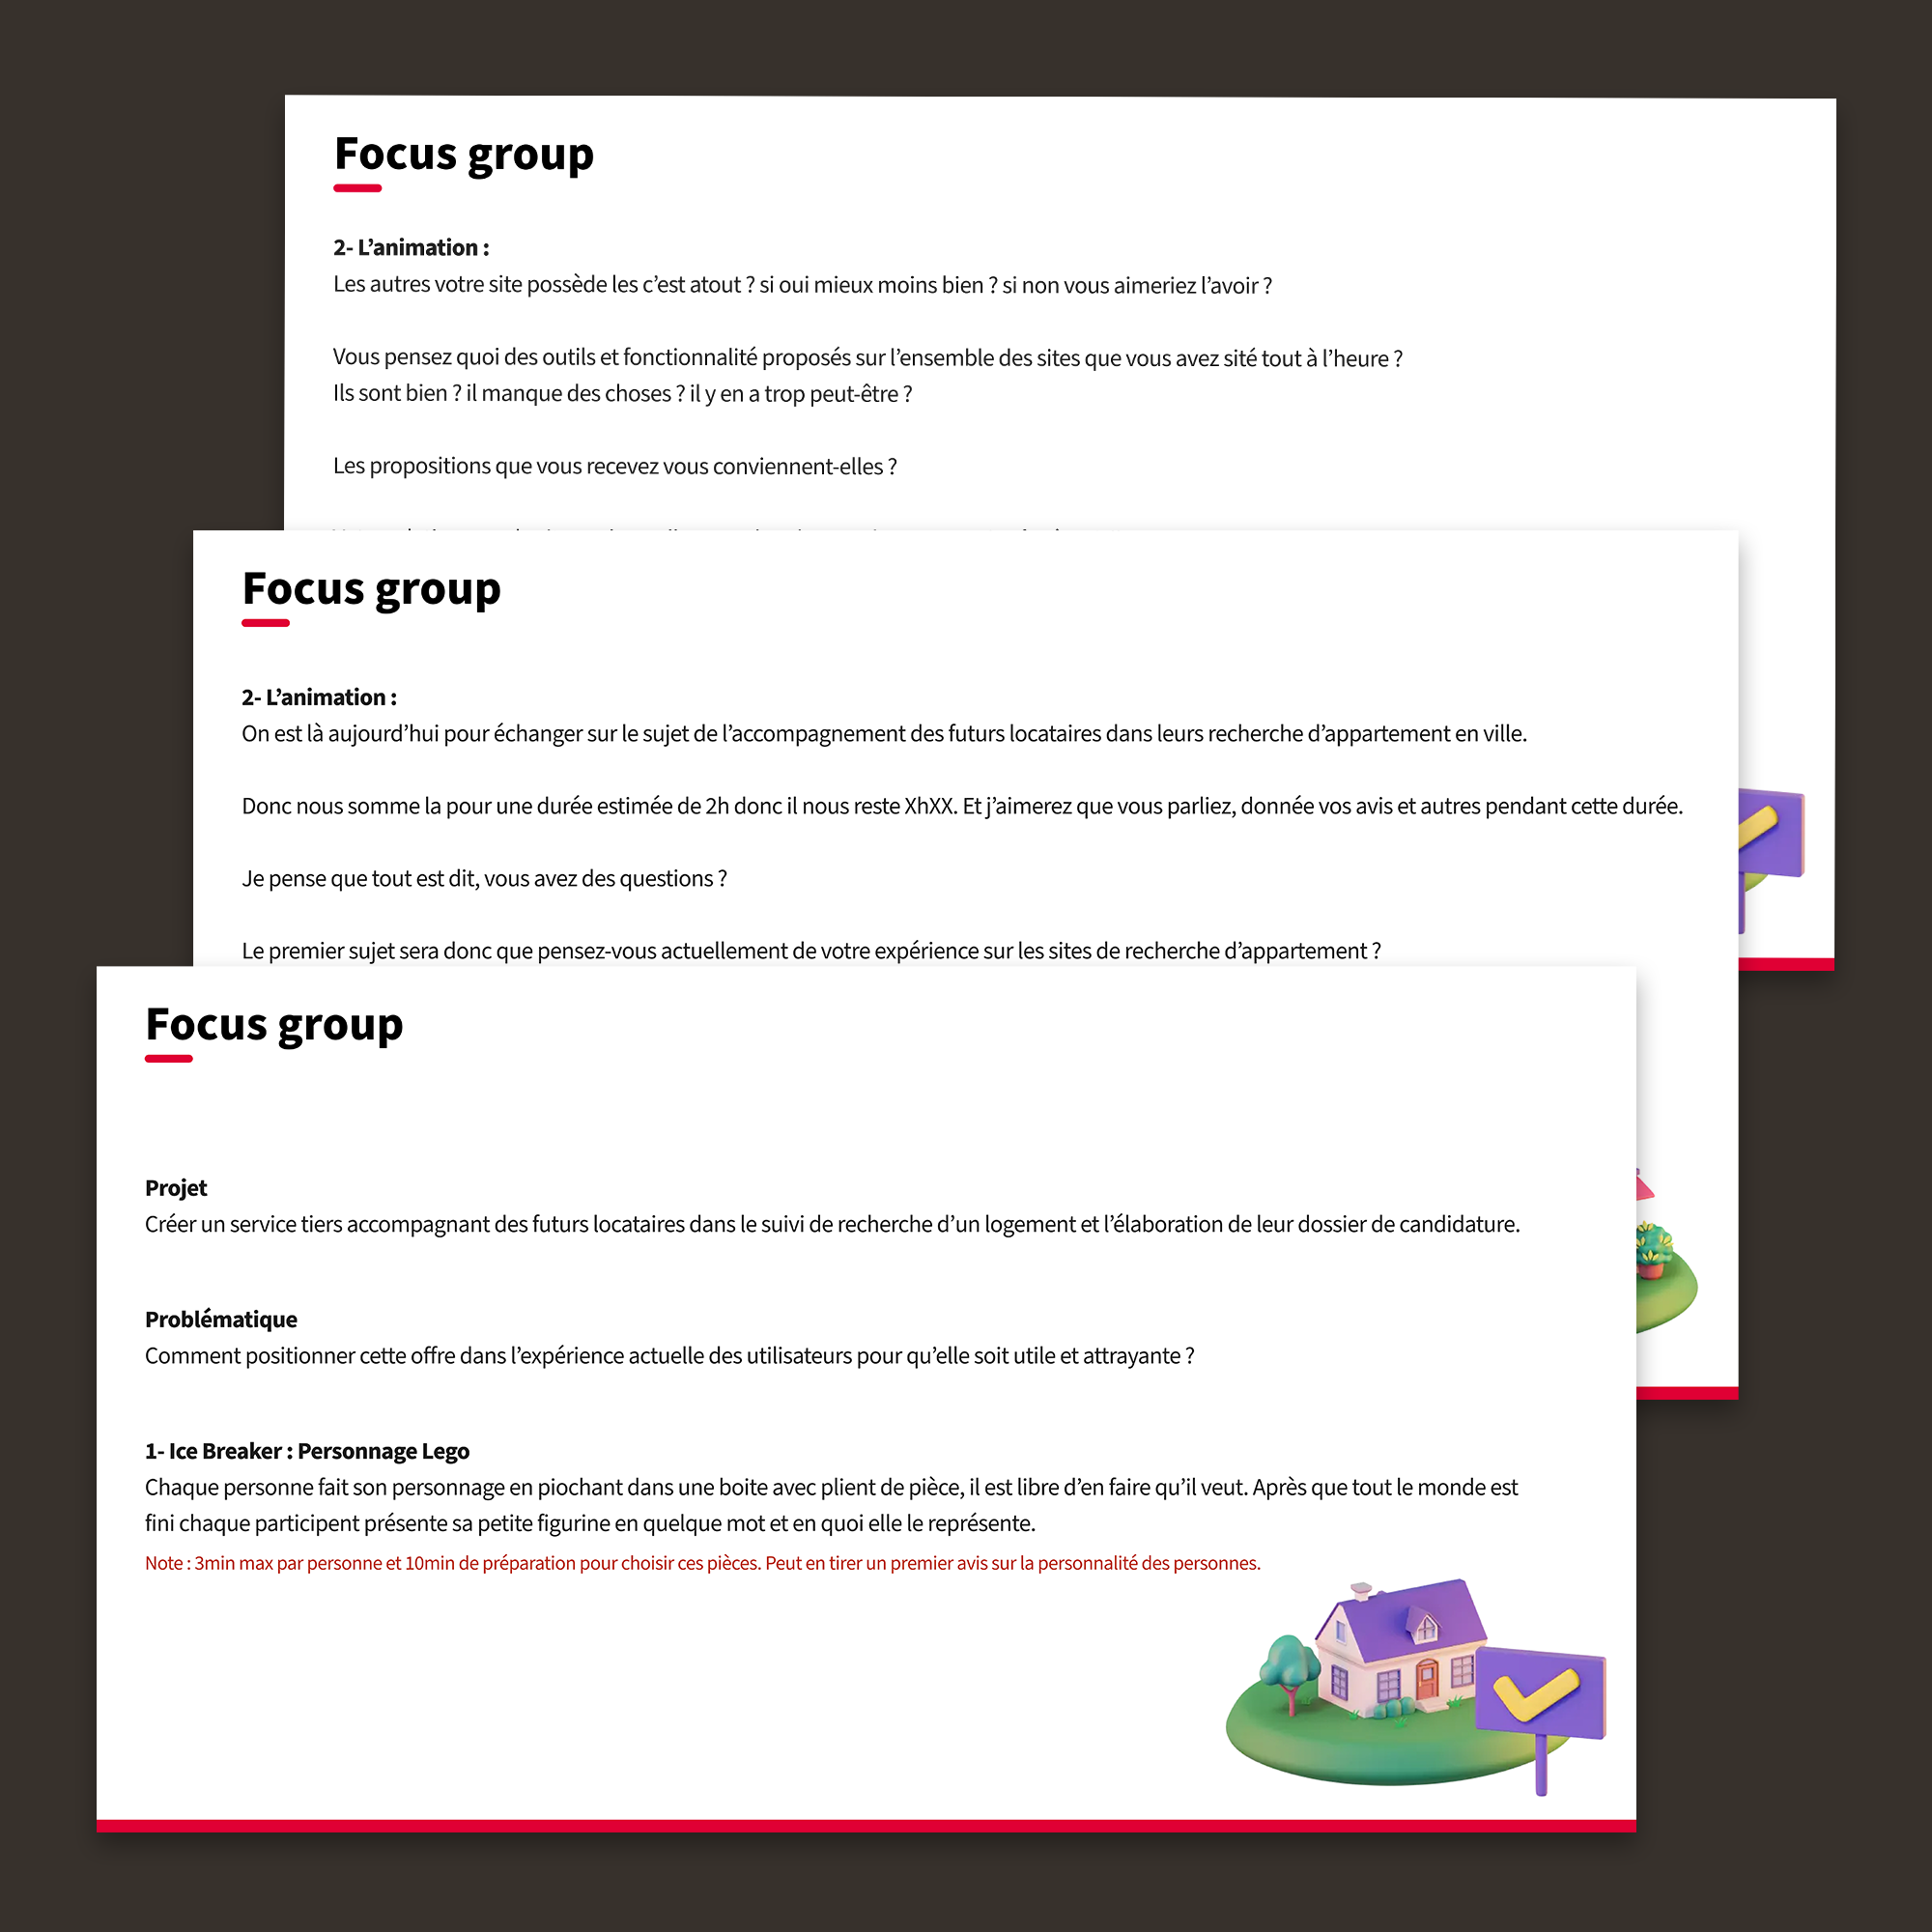 Focus group
2- L’animation :
Les autres votre site possède les c’est atout ? si oui mieux moins bien ? si non vous aimeriez l’avoir ?
Vous pensez quoi des outils et fonctionnalité proposés sur l’ensemble des sites que vous avez sité tout à l’heure ?
Ils sont bien ? il manque des choses ? il y en a trop peut-être ?
Les propositions que vous recevez vous conviennent-elles ?
Focus group
2- L’animation :
On est là aujourd’hui pour échanger sur le sujet de l’accompagnement des futurs locataires dans leurs recherche d’appartement en ville.
Donc nous somme la pour une durée estimée de 2h donc il nous reste XhXX. Et j’aimerez que vous parliez, donnée vos avis et autres pendant cette durée.
Je pense que tout est dit, vous avez des questions ?
Le premier sujet sera donc que pensez-vous actuellement de votre expérience sur les sites de recherche d’appartement ?
Focus group
Projet
Créer un service tiers accompagnant des futurs locataires dans le suivi de recherche d’un logement et l’élaboration de leur dossier de candidature.
Problématique
Comment positionner cette offre dans l’expérience actuelle des utilisateurs pour qu’elle soit utile et attrayante ?
1- Ice Breaker : Personnage Lego
Chaque personne fait son personnage en piochant dans une boite avec plient de pièce, il est libre d’en faire qu’il veut. Après que tout le monde est
fini chaque participent présente sa petite figurine en quelque mot et en quoi elle le représente.
Note : 3min max par personne et 10min de préparation pour choisir ces pièces. Peut en tirer un premier avis sur la personnalité des personnes.